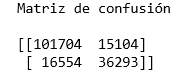 Matriz de confusión
[[101704 15104]
[ 16554 36293]]